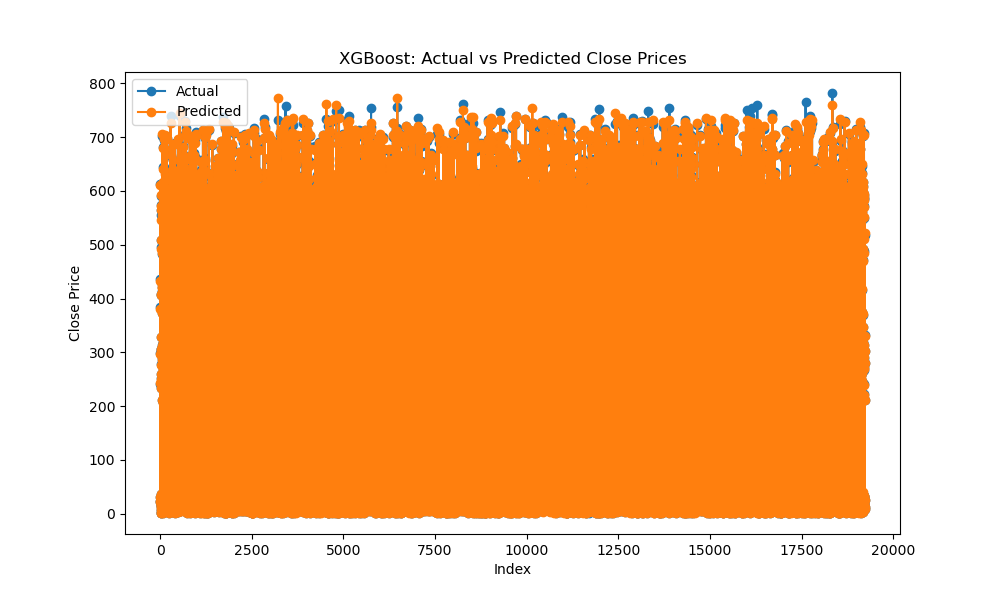 XGBoost: Actual vs Predicted Close Prices
Actual
Predicted
800
700
600
500
400
300
200
100
0
Close Price
0 2500 5000 7500 10000 12500 15000 17500 20000
Index